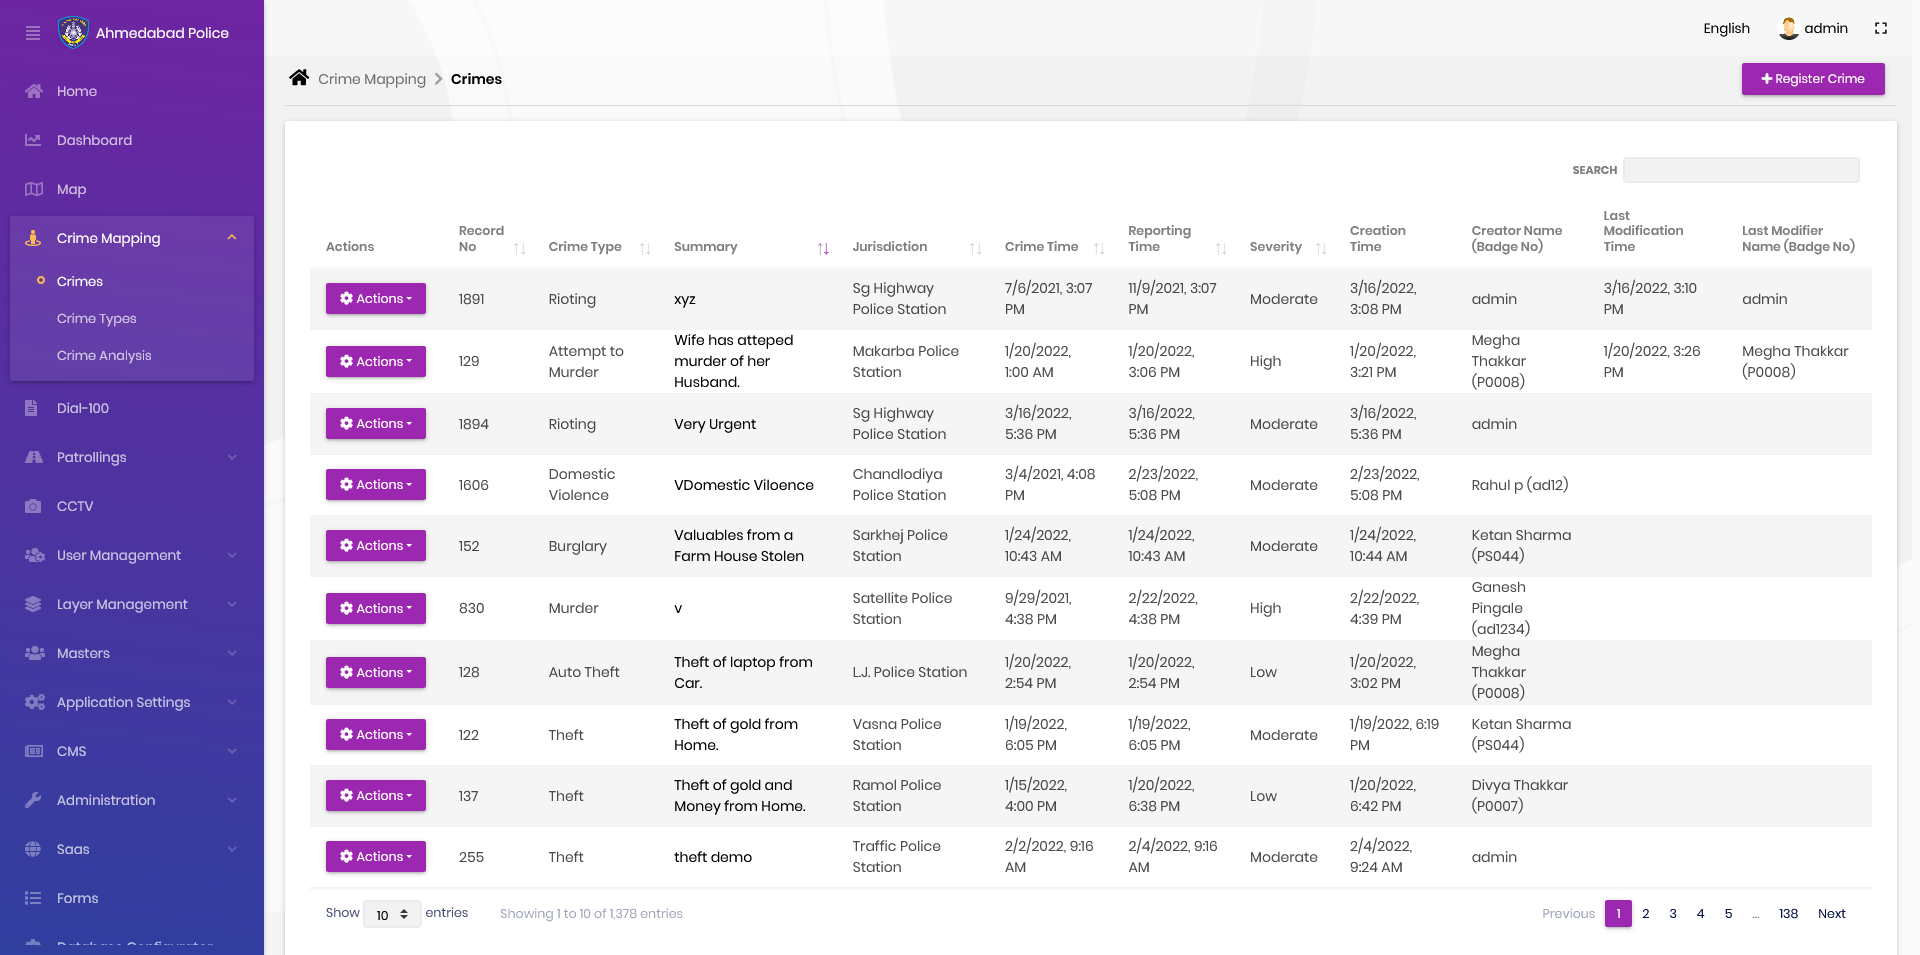 Ahmedabad Police
English
admin
Home
Dashboard
Map
Crime Mapping
Crimes
Crime Types
Crime Analysis
Dial-100
Patrollings
CCTV
User Management
Layer Management
Masters
Application Settings
CMS
Administration
Saas
Forms
Database Configurator
Crime Mapping > Crimes
+ Register Crime
SEARCH
Actions
Record No
Crime Type
Summary
Jurisdiction
Crime Time
Reporting Time
Severity
Creation Time
Creator Name (Badge No)
Last Modification Time
Last Modifier Name (Badge No)
Actions 1891 Rioting xyz Sg Highway Police Station 7/6/2021, 3:07 PM 11/9/2021, 3:07 PM Moderate 3/16/2022, 3:08 PM admin 3/16/2022, 3:10 PM admin
Actions 129 Attempt to Murder Wife has atteped murder of her Husband. Makarba Police Station 1/20/2022, 1:00 AM 1/20/2022, 3:06 PM High 1/20/2022, 3:21 PM Megha Thakkar (P0008) 1/20/2022, 3:26 PM Megha Thakkar (P0008)
Actions 1894 Rioting Very Urgent Sg Highway Police Station 3/16/2022, 5:36 PM 3/16/2022, 5:36 PM Moderate 3/16/2022, 5:36 PM admin
Actions 1606 Domestic Violence VDomestic Viloence Chandlodiya Police Station 3/4/2021, 4:08 PM 2/23/2022, 5:08 PM Moderate 2/23/2022, 5:08 PM Rahul p (ad12)
Actions 152 Burglary Valuables from a Farm House Stolen Sarkhej Police Station 1/24/2022, 10:43 AM 1/24/2022, 10:43 AM Moderate 1/24/2022, 10:44 AM Ketan Sharma (PS044)
Actions 830 Murder v Satellite Police Station 9/29/2021, 4:38 PM 2/22/2022, 4:38 PM High 2/22/2022, 4:39 PM Ganesh Pingale (ad1234)
Actions 128 Auto Theft Theft of laptop from Car. L.J. Police Station 1/20/2022, 2:54 PM 1/20/2022, 2:54 PM Low 1/20/2022, 3:02 PM Megha Thakkar (P0008)
Actions 122 Theft Theft of gold from Home. Vasna Police Station 1/19/2022, 6:05 PM 1/19/2022, 6:05 PM Moderate 1/19/2022, 6:19 PM Ketan Sharma (PS044)
Actions 137 Theft Theft of gold and Money from Home. Ramol Police Station 1/15/2022, 4:00 PM 1/20/2022, 6:38 PM Low 1/20/2022, 6:42 PM Divya Thakkar (P0007)
Actions 255 Theft theft demo Traffic Police Station 2/2/2022, 9:16 AM 2/4/2022, 9:16 AM Moderate 2/4/2022, 9:24 AM admin
Show 10 entries
Showing 1 to 10 of 1,378 entries
Previous 1 2 3 4 5 … 138 Next